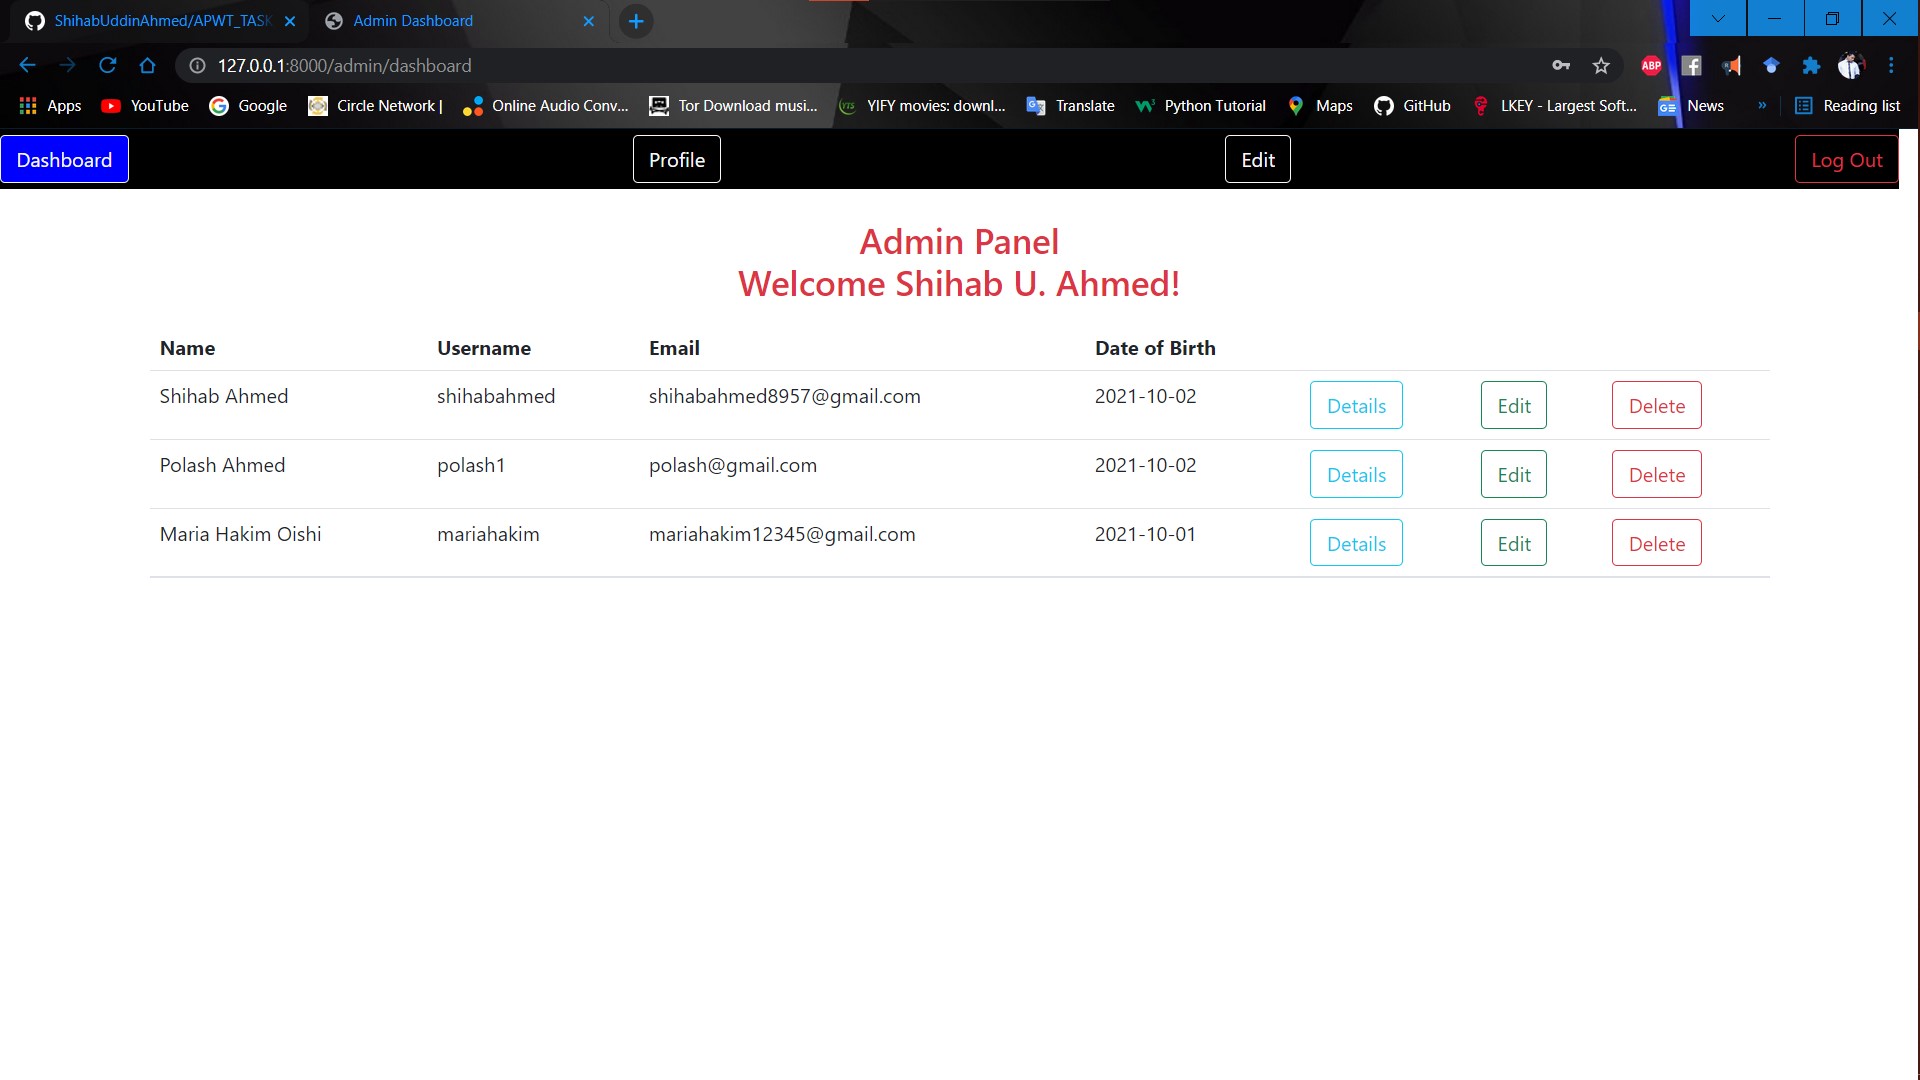 ShihabUddinAhmed/APWT_TASK
Admin Dashboard
127.0.0.1:8000/admin/dashboard
ABP
Apps YouTube Google Circle Network | Online Audio Conv... Tor Download musi... YIFY movies: downl... Translate Python Tutorial Maps GitHub LKEY - Largest Soft... News » Reading list
Dashboard Profile Edit Log Out
Admin Panel
Welcome Shihab U. Ahmed!
Name Username Email Date of Birth
Shihab Ahmed shihabahmed shihabahmed8957@gmail.com 2021-10-02 Details Edit Delete
Polash Ahmed polash1 polash@gmail.com 2021-10-02 Details Edit Delete
Maria Hakim Oishi mariahakim mariahakim12345@gmail.com 2021-10-01 Details Edit Delete